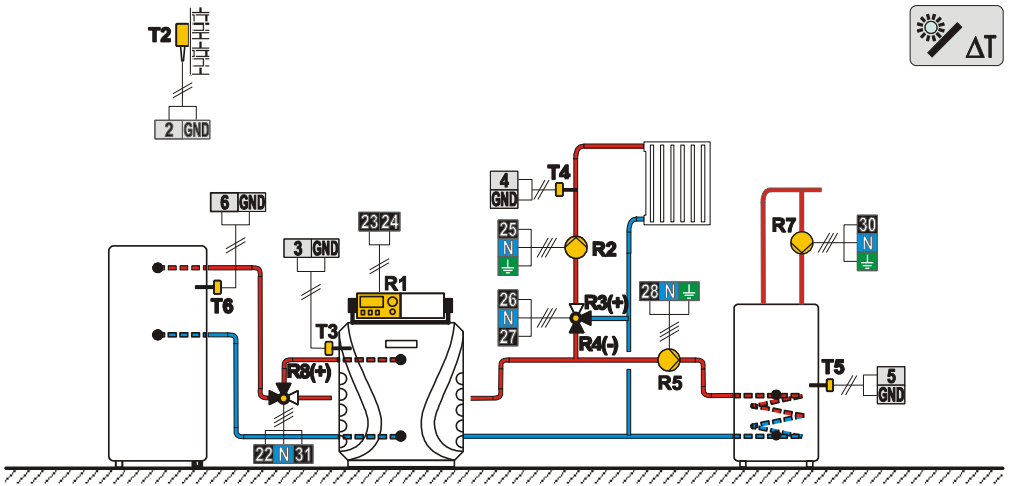 T2
ΔT
2 GND
T4
4
GND
6 GND
23 24
25
N
R2
R7
30
N
3 GND
R1
T6
26
N
27
R3(+)
28 N
T3
R4(-)
R8(+)
R5
T5
5
GND
22 N 31